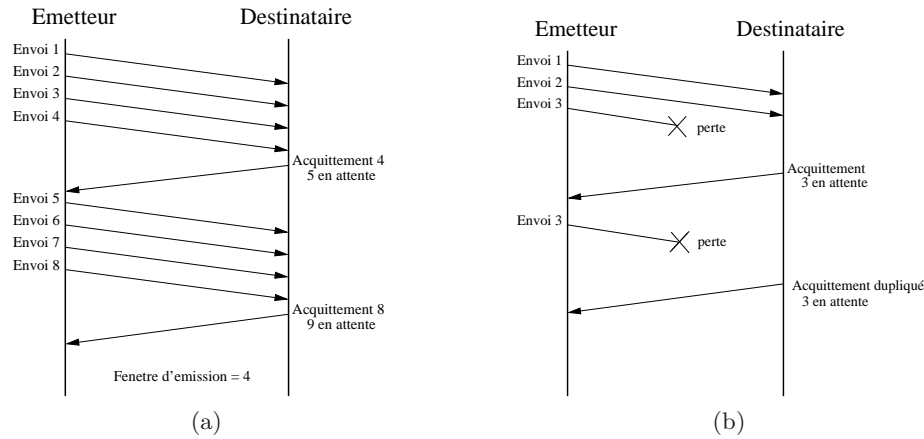 Emetteur
Destinataire
Envoi 1
Envoi 2
Envoi 3
Envoi 4
Acquittement 4
5 en attente
Envoi 5
Envoi 6
Envoi 7
Envoi 8
Acquittement 8
9 en attente
Fenetre d'emission = 4
(a)
Emetteur
Destinataire
Envoi 1
Envoi 2
Envoi 3
perte
Acquittement
3 en attente
Envoi 3
perte
Acquittement dupliqué
3 en attente
(b)